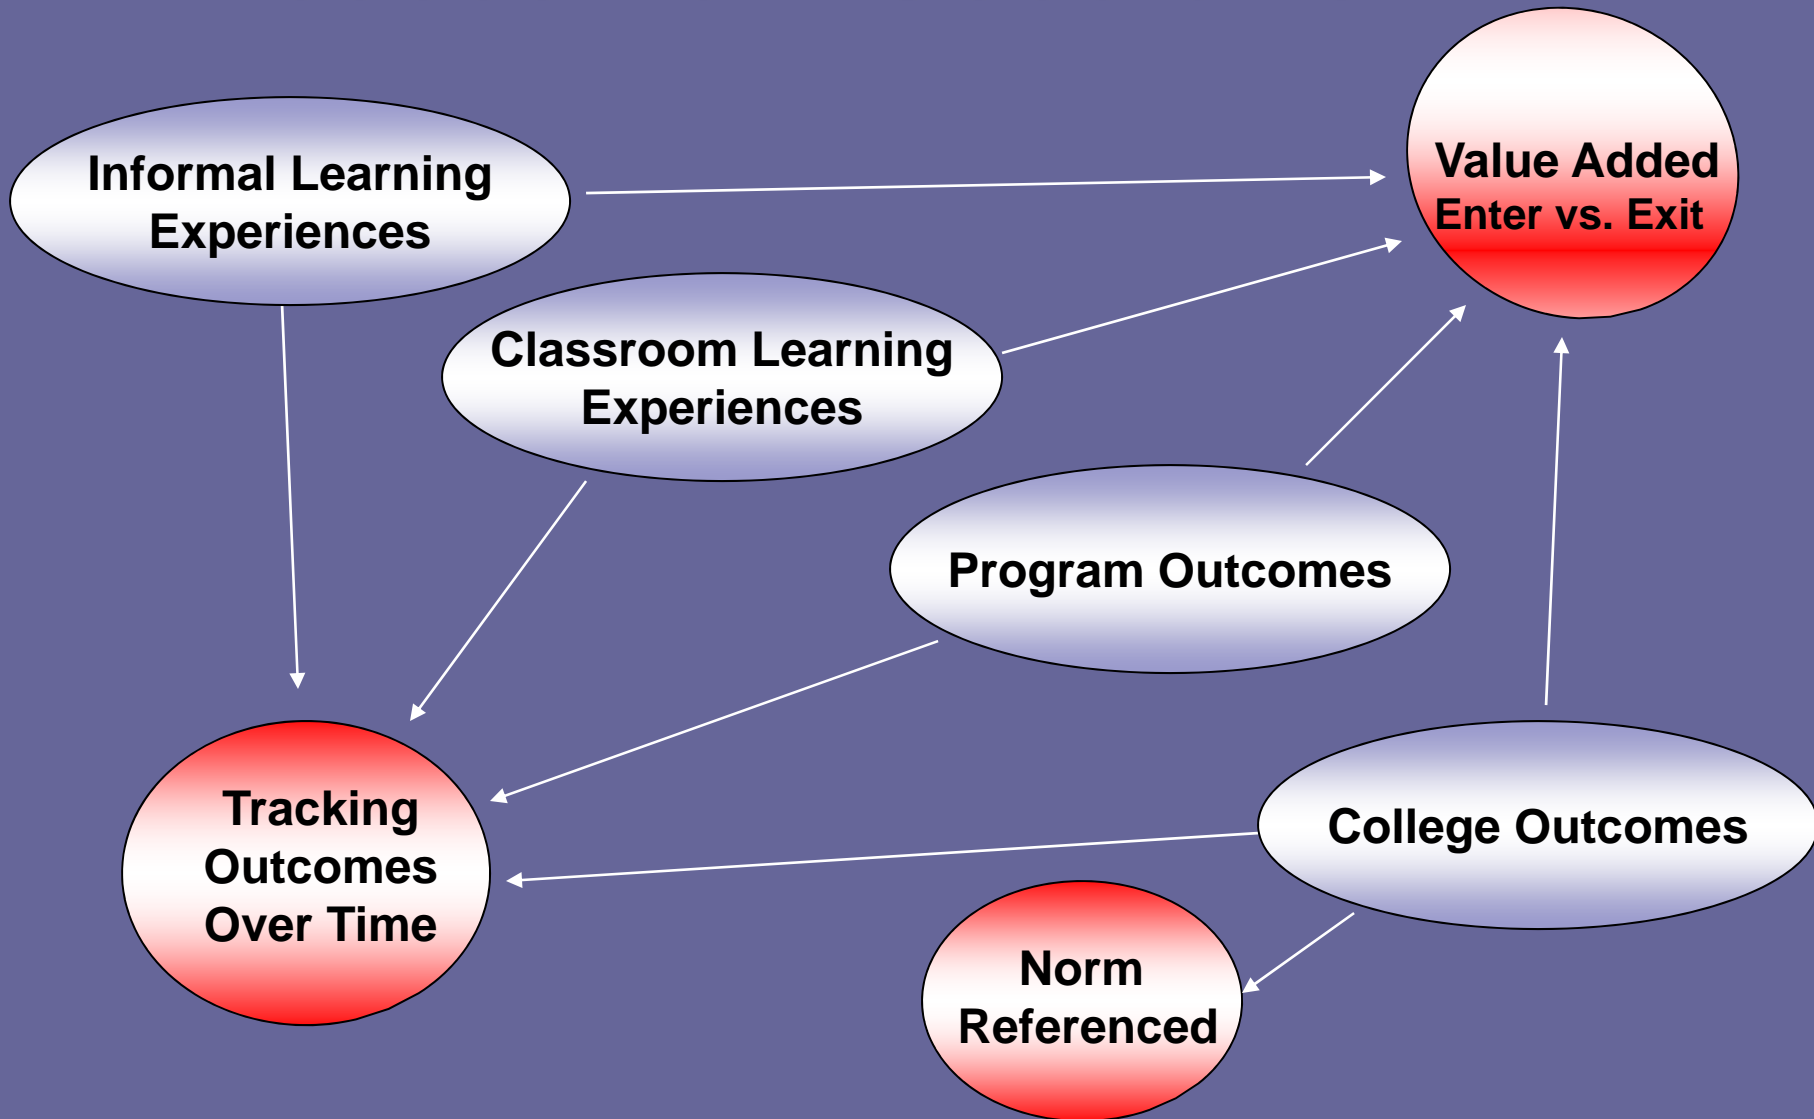 Informal Learning
Experiences
Value Added
Enter vs. Exit
Classroom Learning
Experiences
Program Outcomes
Tracking
Outcomes
Over Time
College Outcomes
Norm
Referenced